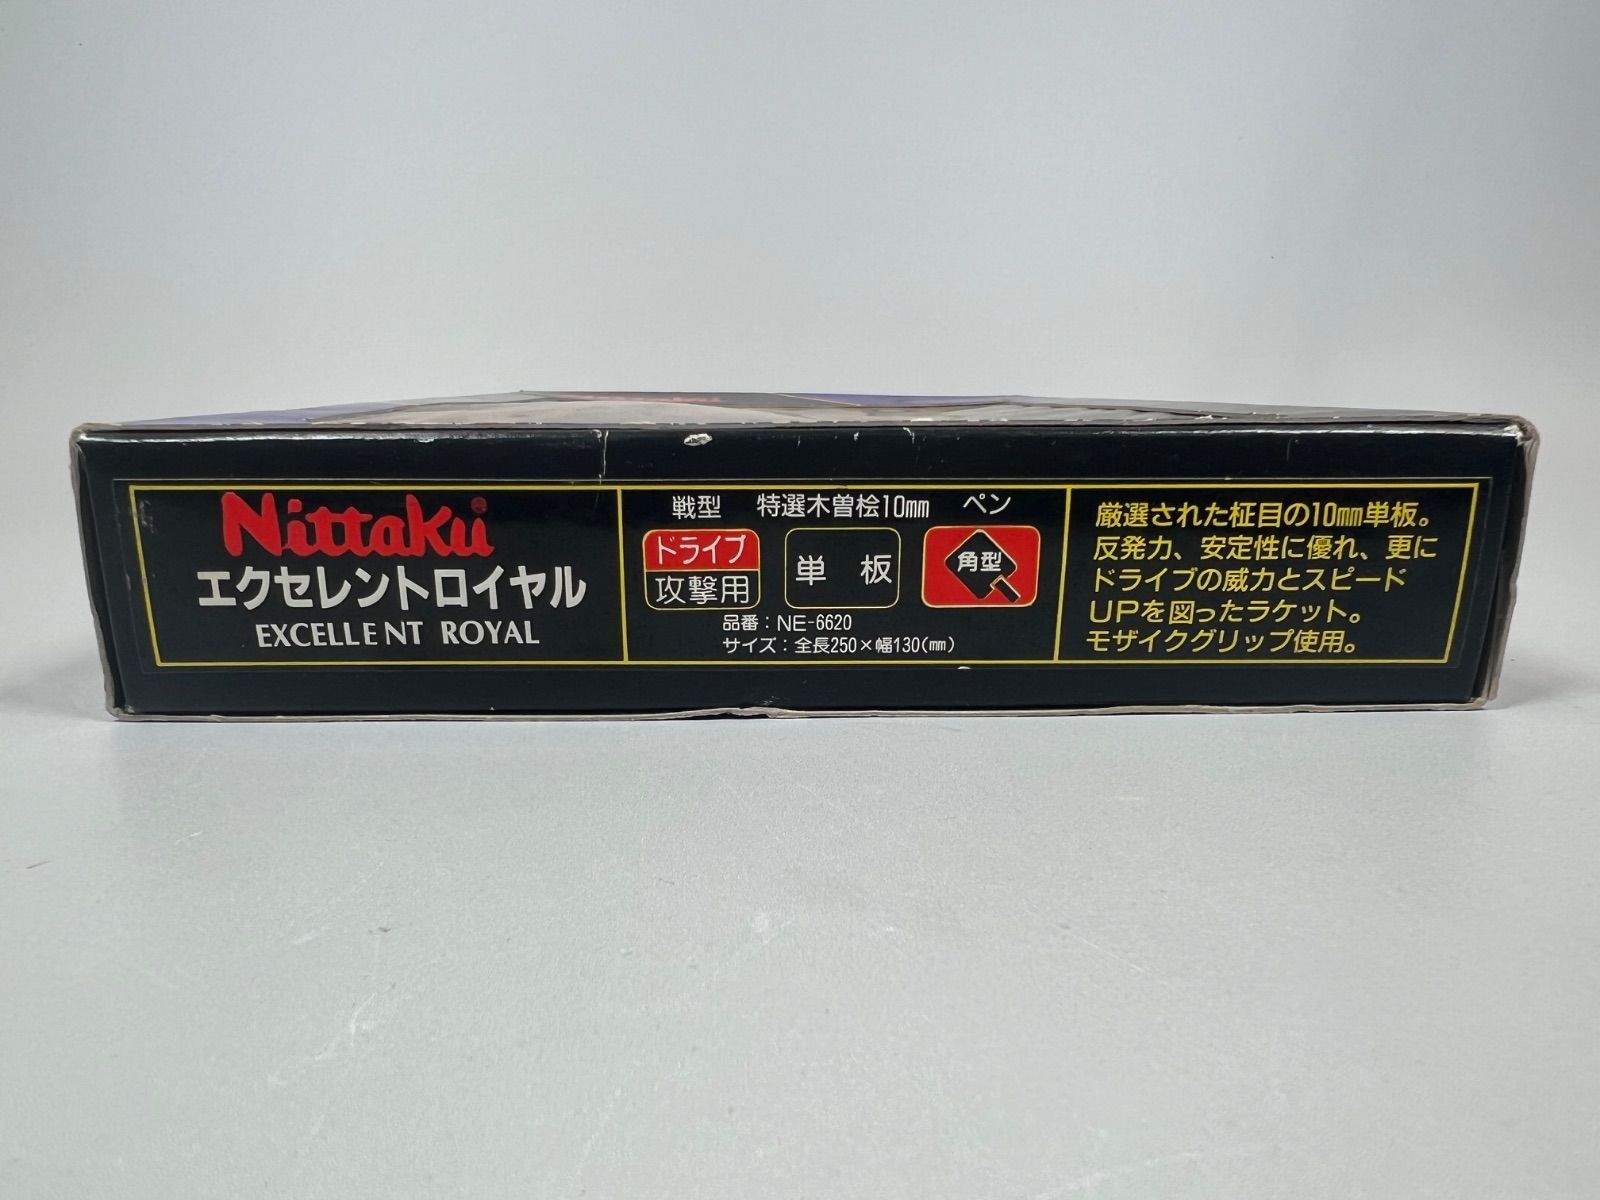 Nittaku
エクセレントロイヤル
EXCELLENT ROYAL
戦型 特選木曽桧10mm ペン
ドライブ
攻撃用
単板
角型
品番：NE-6620
サイズ：全長250×幅130(mm)
厳選された柾目の10mm単板。
反発力、安定性に優れ、更に
ドライブの威力とスピード
UPを図ったラケット。
モザイクグリップ使用。